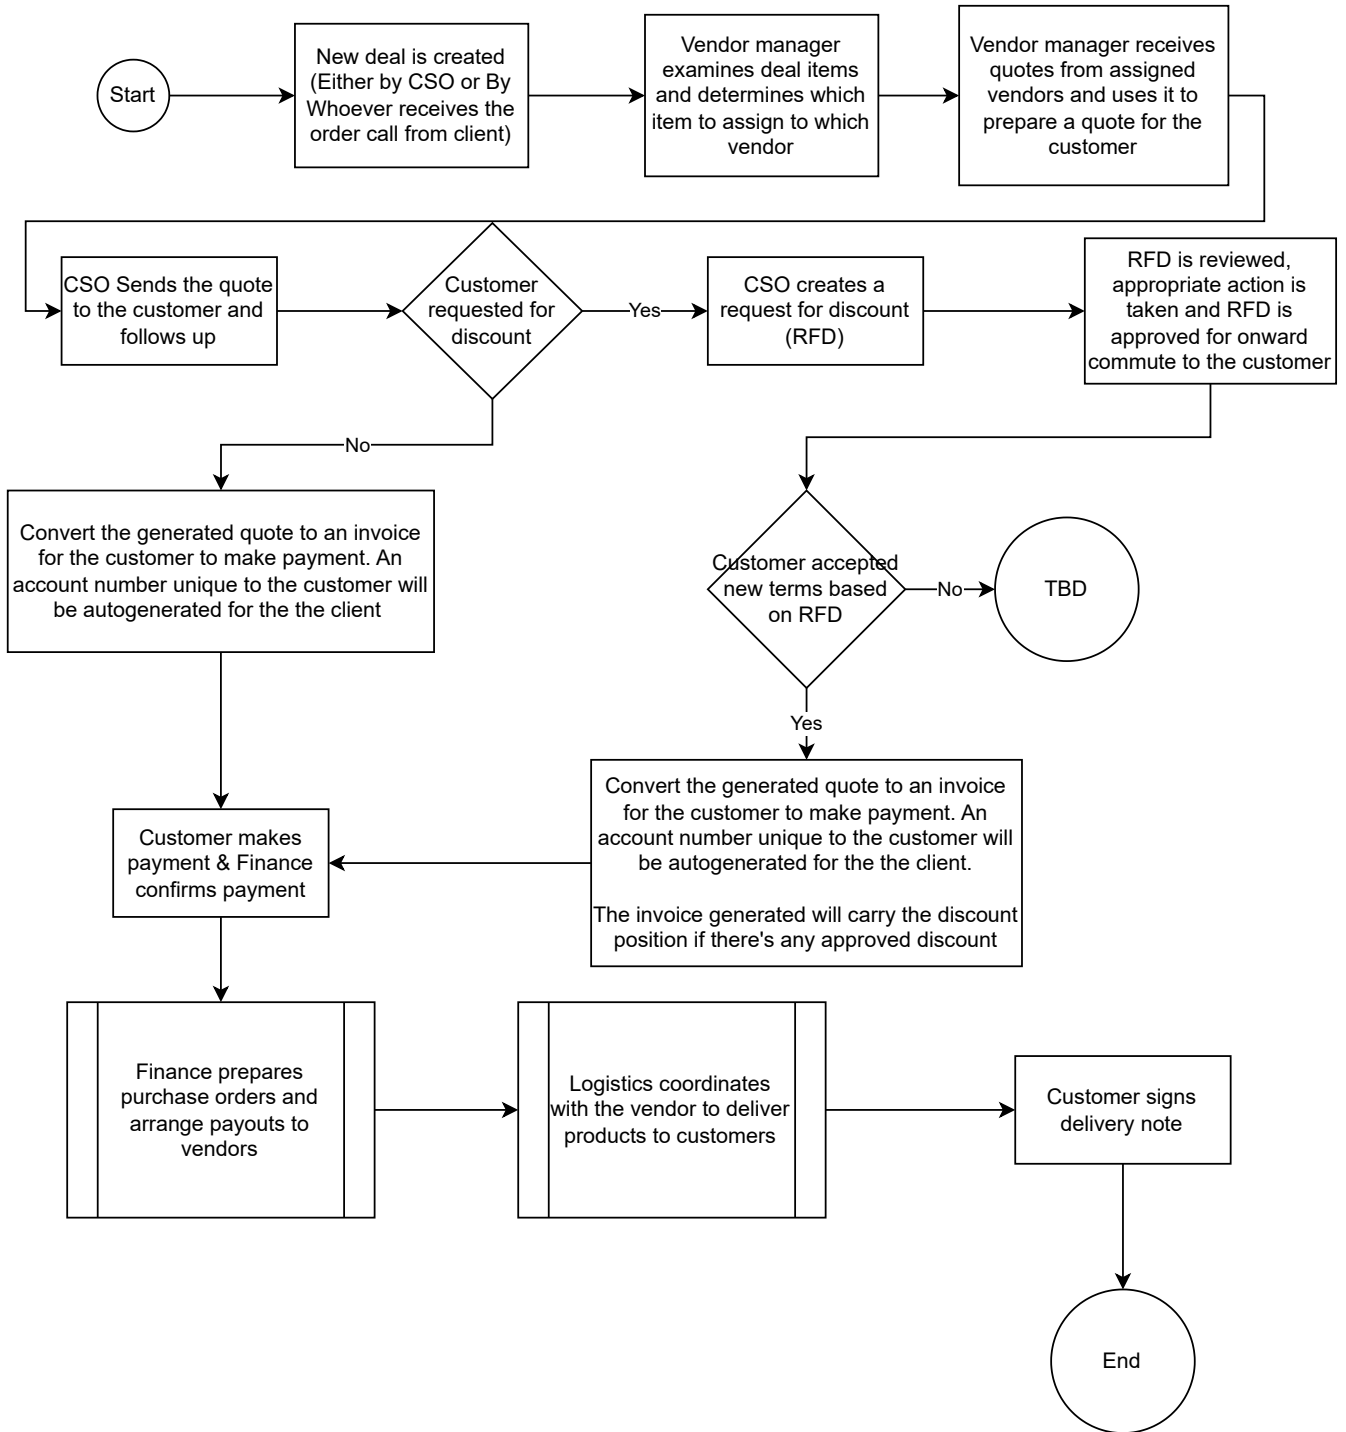 Start
New deal is created
(Either by CSO or By
Whoever receives the
order call from client)
Vendor manager
examines deal items
and determines which
item to assign to which
vendor
Vendor manager receives
quotes from assigned
vendors and uses it to
prepare a quote for the
customer
CSO Sends the quote
to the customer and
follows up
Customer
requested for
discount
Yes
CSO creates a
request for discount
(RFD)
RFD is reviewed,
appropriate action is
taken and RFD is
approved for onward
commute to the customer
No
Convert the generated quote to an invoice
for the customer to make payment. An
account number unique to the customer will
be autogenerated for the the client
Customer accepted
new terms based
on RFD
No
TBD
Yes
Convert the generated quote to an invoice
for the customer to make payment. An
account number unique to the customer will
be autogenerated for the the client.
The invoice generated will carry the discount
position if there's any approved discount
Customer makes
payment & Finance
confirms payment
Finance prepares
purchase orders and
arrange payouts to
vendors
Logistics coordinates
with the vendor to deliver
products to customers
Customer signs
delivery note
End